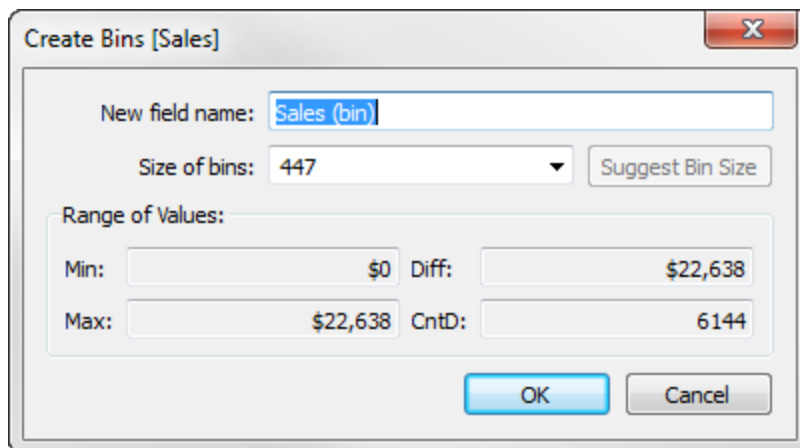 Create Bins [Sales]
New field name: Sales (bin)
Size of bins: 447 Suggest Bin Size
Range of Values:
Min: $0 Diff: $22,638
Max: $22,638 CntD: 6144
OK Cancel